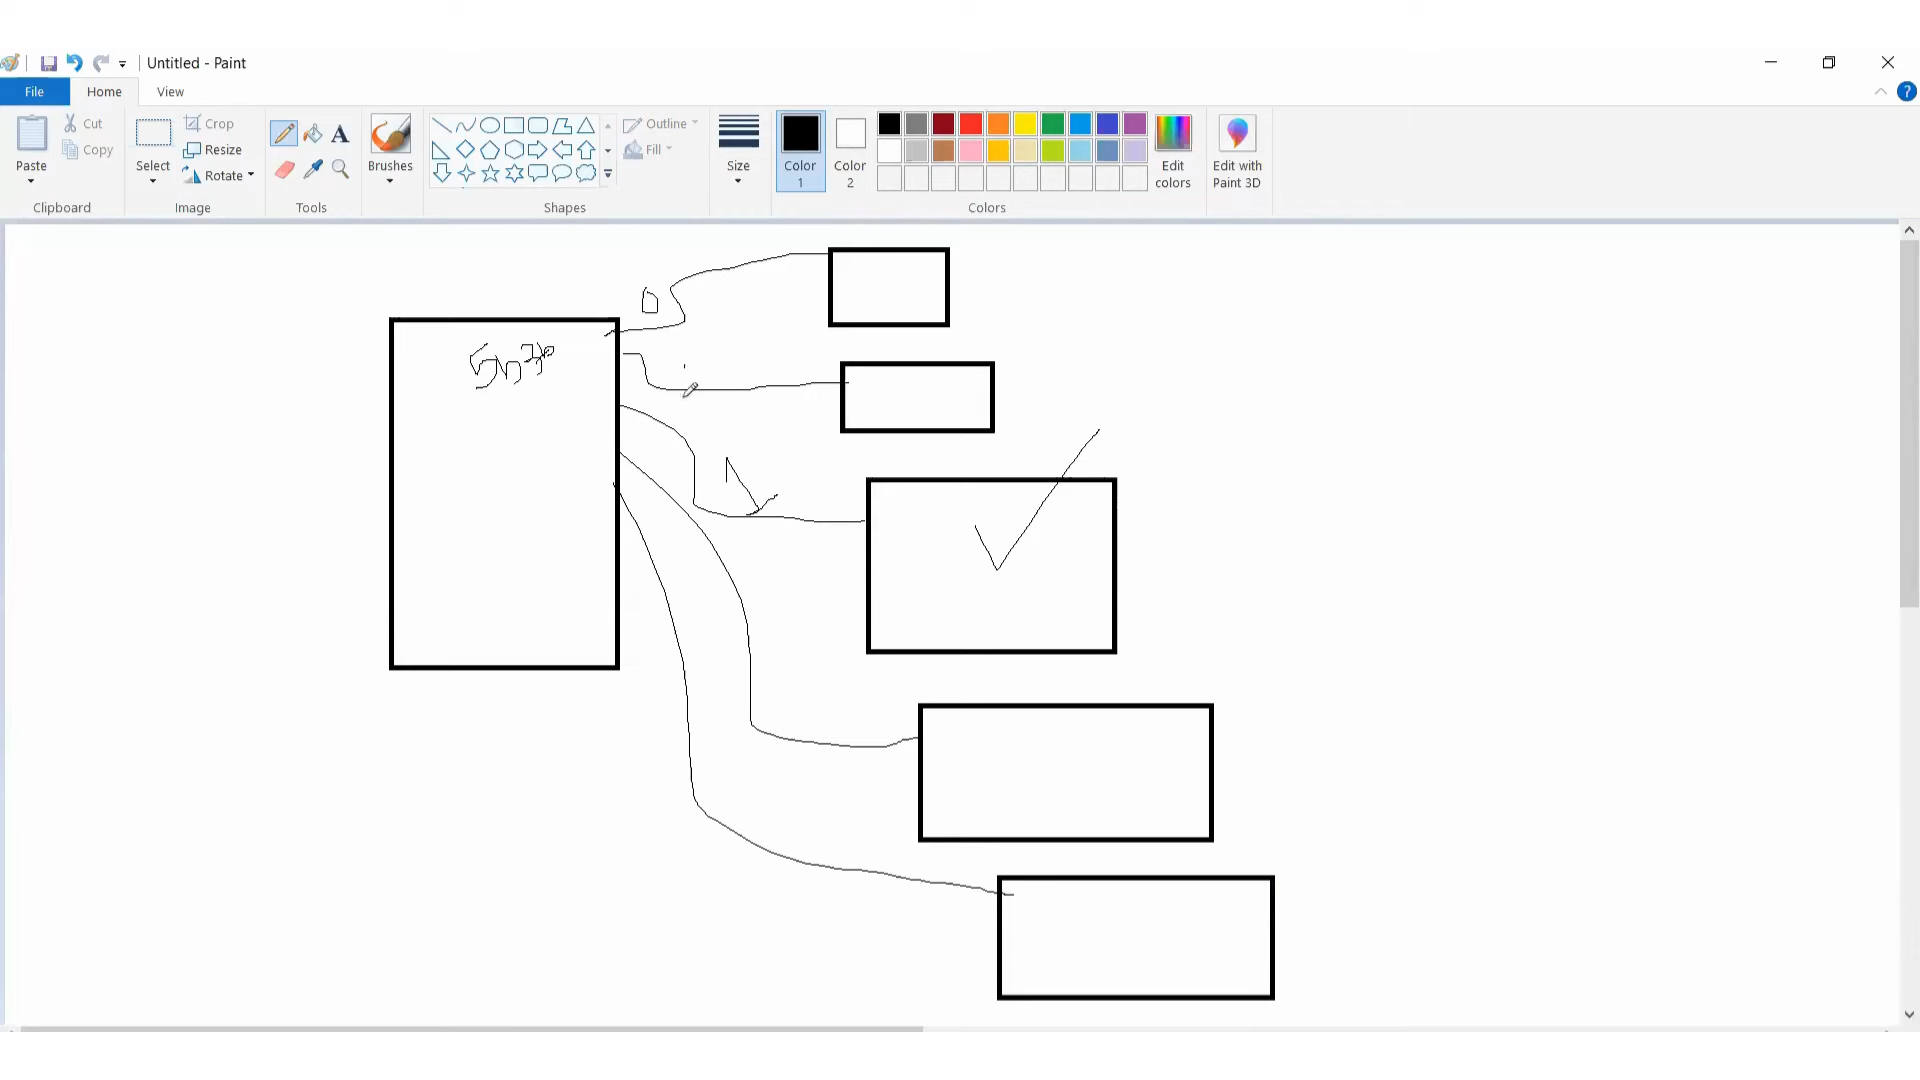 Untitled - Paint
File
Home
View
Paste
Cut
Copy
Clipboard
Select
Crop
Resize
Rotate
Image
A
Tools
Brushes
Shapes
Outline
Fill
Size
Color
1
Color
2
Edit
colors
Colors
Edit with
Paint 3D
?